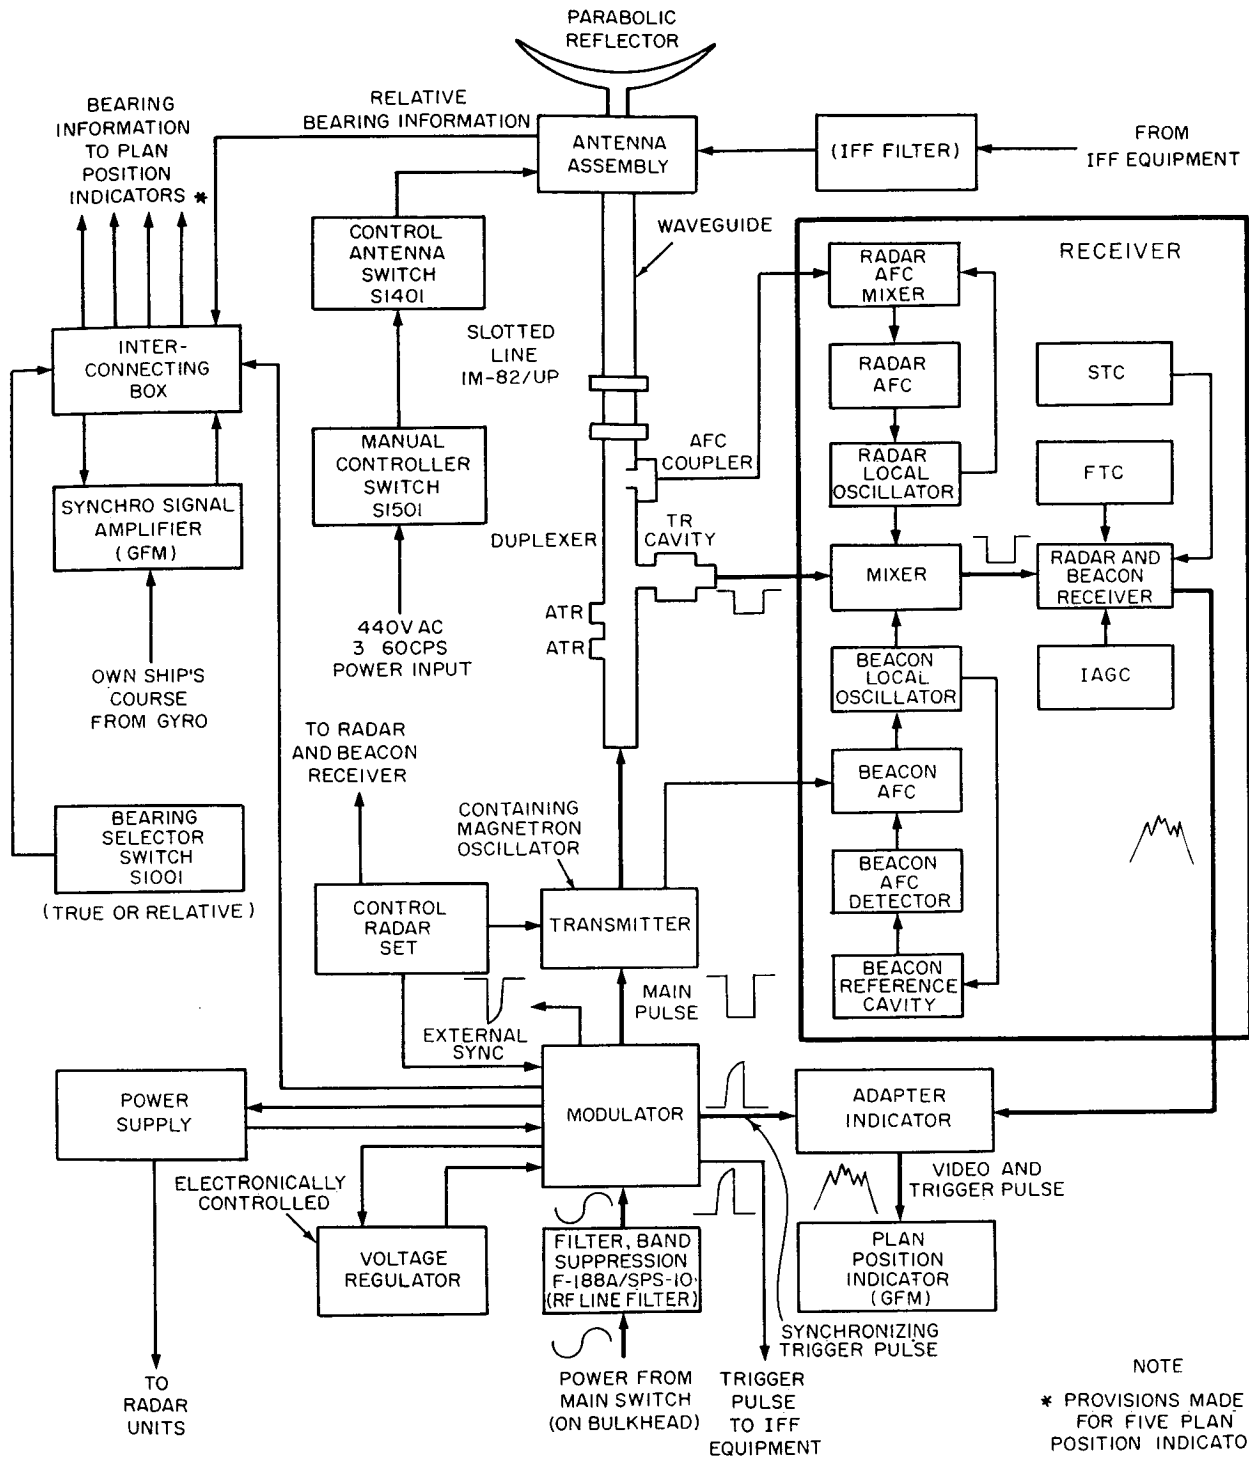 PARABOLIC
REFLECTOR
RELATIVE
BEARING INFORMATION
BEARING
INFORMATION
TO PLAN
POSITION
INDICATORS *
ANTENNA
ASSEMBLY
(IFF FILTER)
FROM
IFF EQUIPMENT
CONTROL
ANTENNA
SWITCH
S1401
WAVEGUIDE
RECEIVER
RADAR
AFC
MIXER
INTER-
CONNECTING
BOX
SLOTTED
LINE
IM-82/UP
RADAR
AFC
STC
MANUAL
CONTROLLER
SWITCH
S1501
AFC
COUPLER
RADAR
LOCAL
OSCILLATOR
FTC
SYNCHRO SIGNAL
AMPLIFIER
(GFM)
DUPLEXER
TR
CAVITY
MIXER
RADAR AND
BEACON
RECEIVER
ATR
ATR
440V AC
3 60CPS
POWER INPUT
BEACON
LOCAL
OSCILLATOR
IAGC
OWN SHIP'S
COURSE
FROM GYRO
TO RADAR
AND BEACON
RECEIVER
BEACON
AFC
BEARING
SELECTOR
SWITCH
S1001
(TRUE OR RELATIVE)
CONTAINING
MAGNETRON
OSCILLATOR
BEACON
AFC
DETECTOR
CONTROL
RADAR
SET
TRANSMITTER
BEACON
REFERENCE
CAVITY
MAIN
PULSE
EXTERNAL
SYNC
POWER
SUPPLY
MODULATOR
ADAPTER
INDICATOR
ELECTRONICALLY
CONTROLLED
VIDEO AND
TRIGGER PULSE
VOLTAGE
REGULATOR
FILTER, BAND
SUPPRESSION
F-188A/SPS-10
(RF LINE FILTER)
PLAN
POSITION
INDICATOR
(GFM)
SYNCHRONIZING
TRIGGER PULSE
TO
RADAR
UNITS
POWER FROM
MAIN SWITCH
(ON BULKHEAD)
TRIGGER
PULSE
TO IFF
EQUIPMENT
NOTE
* PROVISIONS MADE
FOR FIVE PLAN
POSITION INDICATO